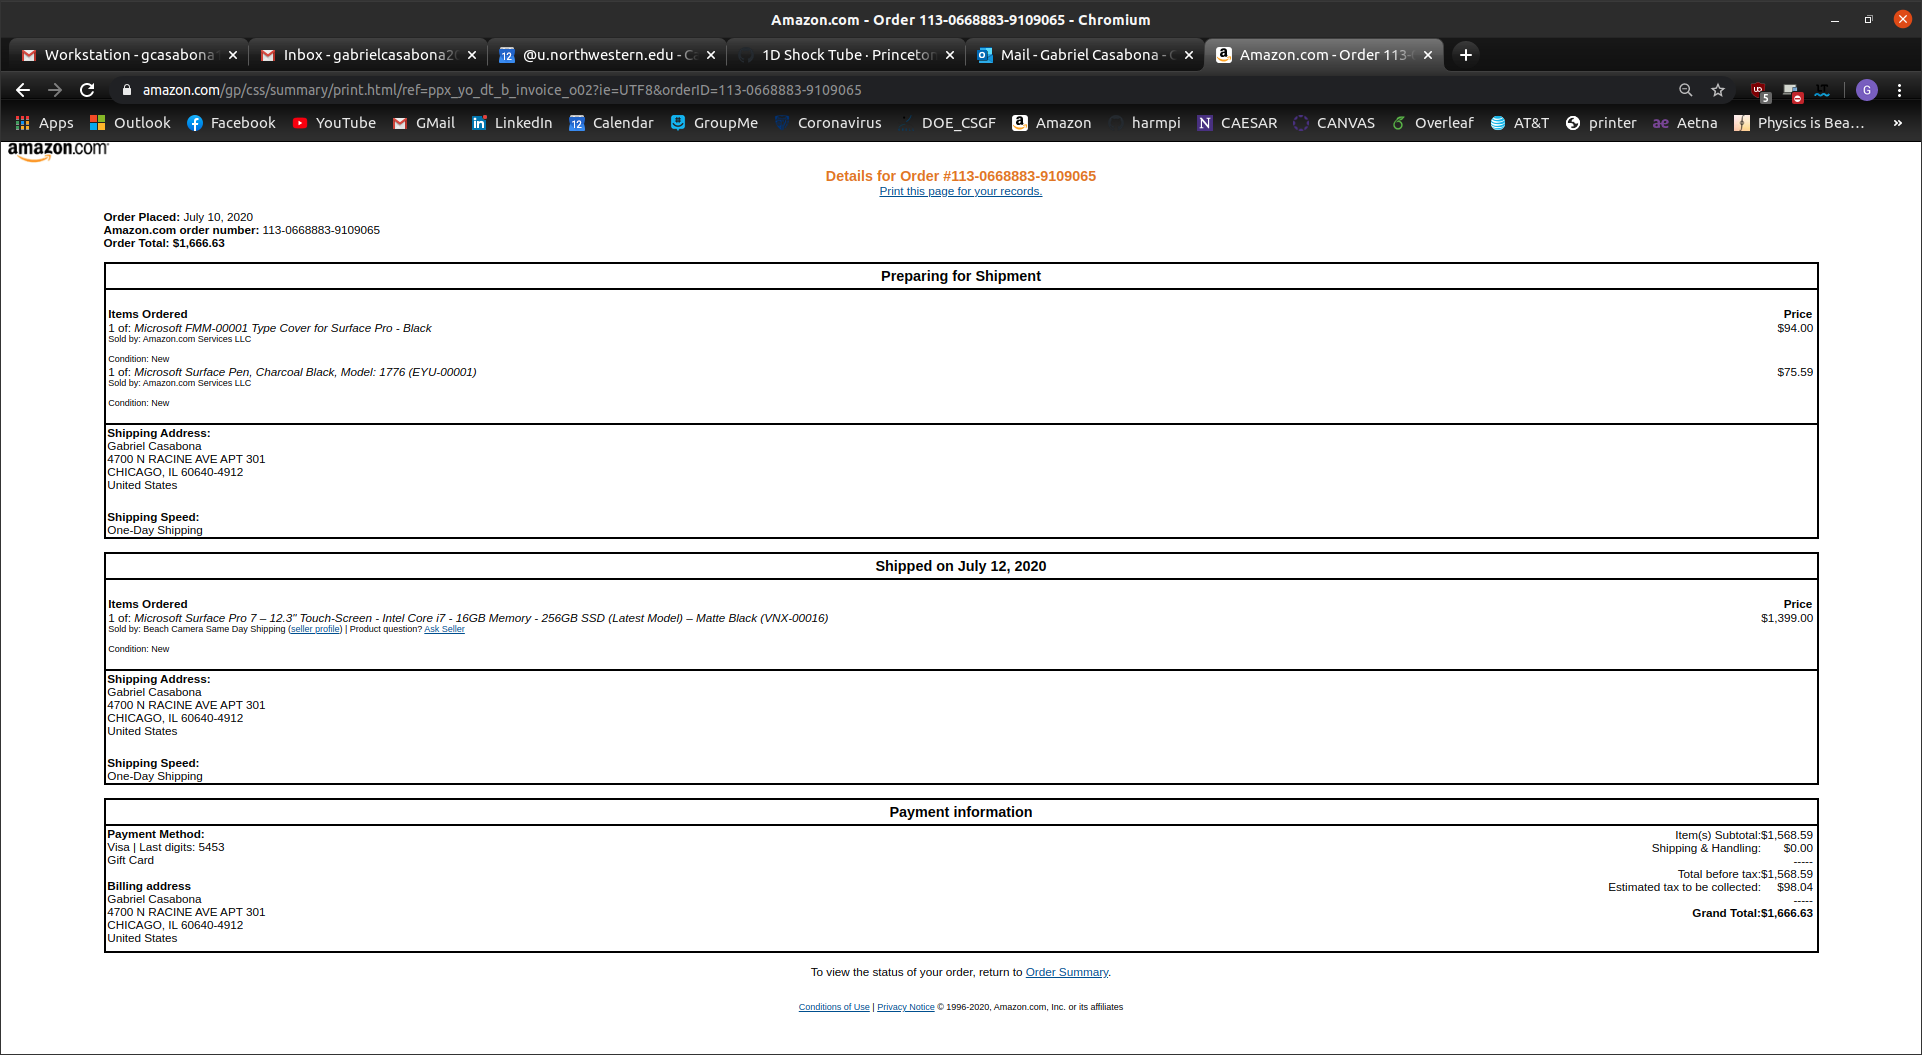 Amazon.com - Order 113-0668883-9109065 - Chromium
Workstation - gcasabona
Inbox - gabrielcasabona20
@u.northwestern.edu - Ca
1D Shock Tube · Princeton
Mail - Gabriel Casabona -
Amazon.com - Order 113-
amazon.com/gp/css/summary/print.html/ref=ppx_yo_dt_b_invoice_o02?ie=UTF8&orderID=113-0668883-9109065
5
G
Apps Outlook Facebook YouTube GMail LinkedIn Calendar GroupMe Coronavirus DOE_CSGF Amazon harmpi CAESAR CANVAS Overleaf AT&T printer Aetna Physics is Bea... »
amazon.com
Details for Order #113-0668883-9109065
Print this page for your records.
Order Placed: July 10, 2020
Amazon.com order number: 113-0668883-9109065
Order Total: $1,666.63
Preparing for Shipment
Items Ordered Price
1 of: Microsoft FMM-00001 Type Cover for Surface Pro - Black $94.00
Sold by: Amazon.com Services LLC
Condition: New
1 of: Microsoft Surface Pen, Charcoal Black, Model: 1776 (EYU-00001) $75.59
Sold by: Amazon.com Services LLC
Condition: New
Shipping Address:
Gabriel Casabona
4700 N RACINE AVE APT 301
CHICAGO, IL 60640-4912
United States
Shipping Speed:
One-Day Shipping
Shipped on July 12, 2020
Items Ordered Price
1 of: Microsoft Surface Pro 7 – 12.3" Touch-Screen - Intel Core i7 - 16GB Memory - 256GB SSD (Latest Model) – Matte Black (VNX-00016) $1,399.00
Sold by: Beach Camera Same Day Shipping (seller profile) | Product question? Ask Seller
Condition: New
Shipping Address:
Gabriel Casabona
4700 N RACINE AVE APT 301
CHICAGO, IL 60640-4912
United States
Shipping Speed:
One-Day Shipping
Payment information
Payment Method:
Visa | Last digits: 5453
Gift Card
Billing address
Gabriel Casabona
4700 N RACINE AVE APT 301
CHICAGO, IL 60640-4912
United States
Item(s) Subtotal:$1,568.59
Shipping & Handling: $0.00
-----
Total before tax:$1,568.59
Estimated tax to be collected: $98.04
-----
Grand Total:$1,666.63
To view the status of your order, return to Order Summary.
Conditions of Use | Privacy Notice © 1996-2020, Amazon.com, Inc. or its affiliates